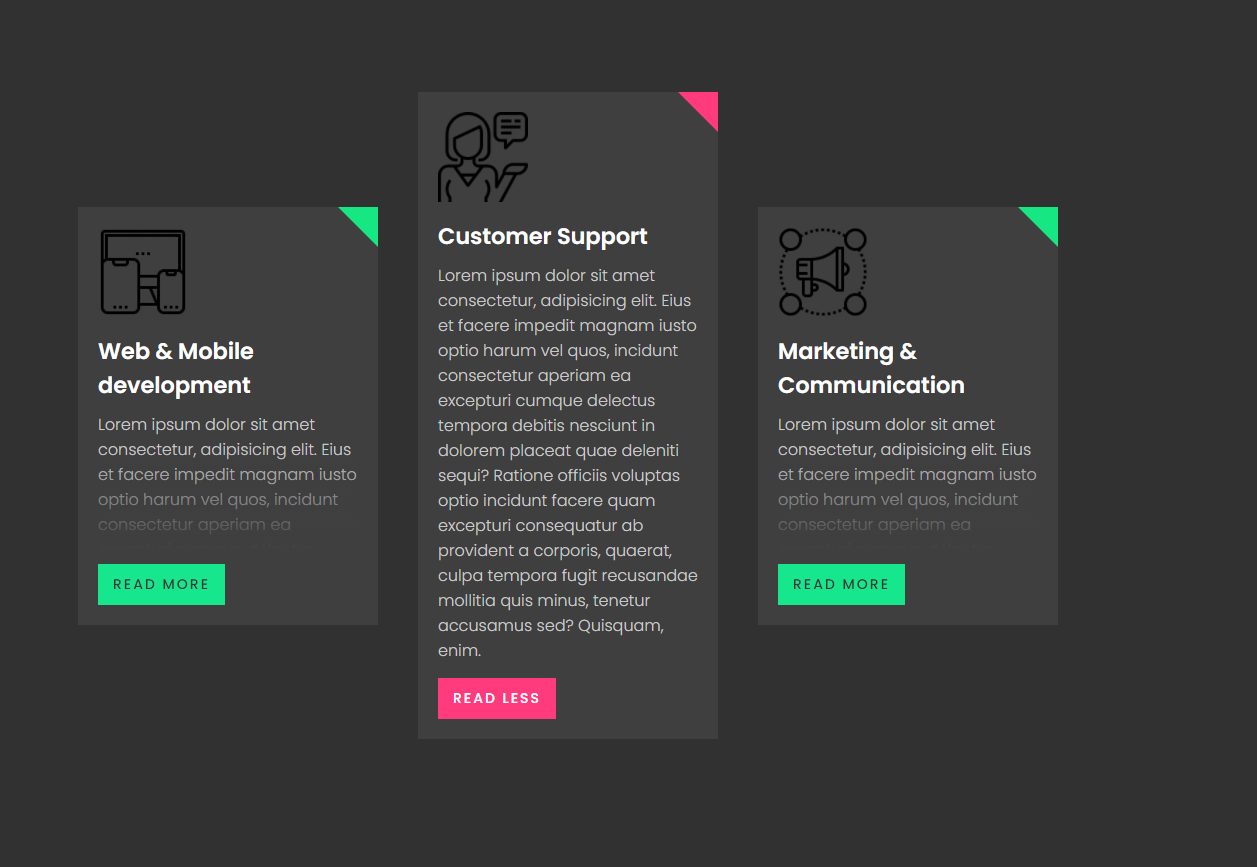 Web & Mobile
development
Lorem ipsum dolor sit amet
consectetur, adipisicing elit. Eius
et facere impedit magnam iusto
optio harum vel quos, incidunt
consectetur aperiam ea
READ MORE
Customer Support
Lorem ipsum dolor sit amet
consectetur, adipisicing elit. Eius
et facere impedit magnam iusto
optio harum vel quos, incidunt
consectetur aperiam ea
excepturi cumque delectus
tempora debitis nesciunt in
dolorem placeat quae deleniti
sequi? Ratione officiis voluptas
optio incidunt facere quam
excepturi consequatur ab
provident a corporis, quaerat,
culpa tempora fugit recusandae
mollitia quis minus, tenetur
accusamus sed? Quisquam,
enim.
READ LESS
Marketing &
Communication
Lorem ipsum dolor sit amet
consectetur, adipisicing elit. Eius
et facere impedit magnam iusto
optio harum vel quos, incidunt
consectetur aperiam ea
READ MORE